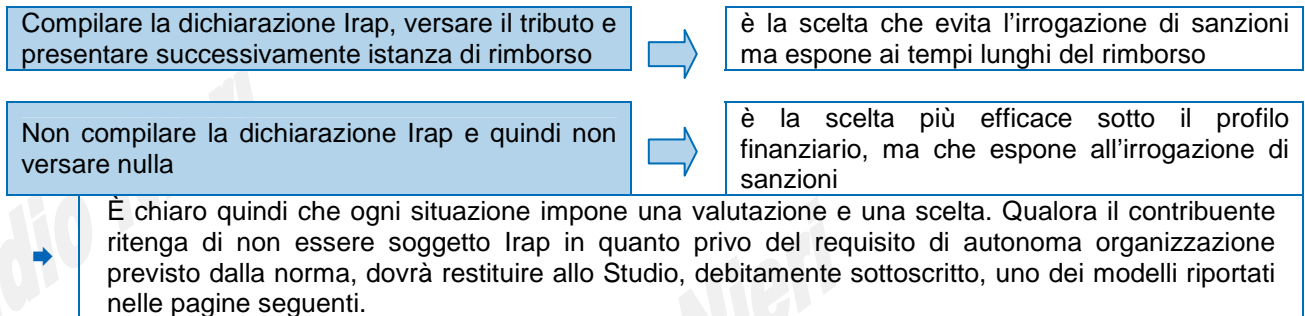 Compilare la dichiarazione Irap, versare il tributo e
presentare successivamente istanza di rimborso
è la scelta che evita l’irrogazione di sanzioni
ma espone ai tempi lunghi del rimborso
Non compilare la dichiarazione Irap e quindi non
versare nulla
è la scelta più efficace sotto il profilo
finanziario, ma che espone all’irrogazione di
sanzioni
È chiaro quindi che ogni situazione impone una valutazione e una scelta. Qualora il contribuente
ritenga di non essere soggetto Irap in quanto privo del requisito di autonoma organizzazione
previsto dalla norma, dovrà restituire allo Studio, debitamente sottoscritto, uno dei modelli riportati
nelle pagine seguenti.